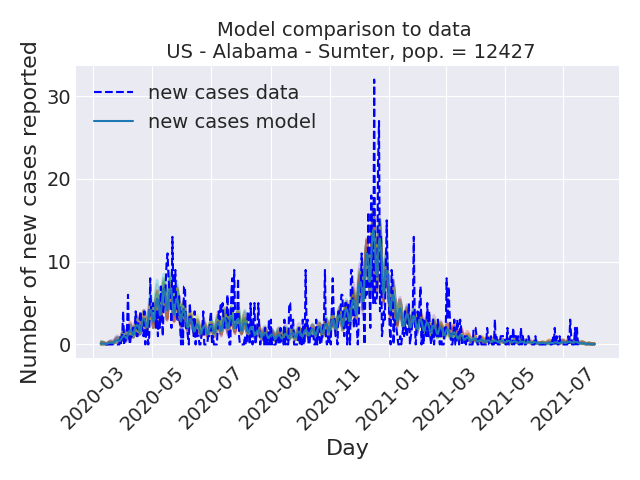 Model comparison to data
US - Alabama - Sumter, pop. = 12427
Number of new cases reported
30
20
10
0
new cases data
new cases model
2020-03
2020-05
2020-07
2020-09
2020-11
2021-01
2021-03
2021-05
2021-07
Day